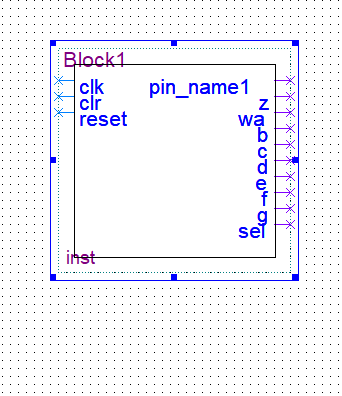 Block1
clk pin_name1
clr z
reset wa
b
c
d
e
f
g
sel
inst